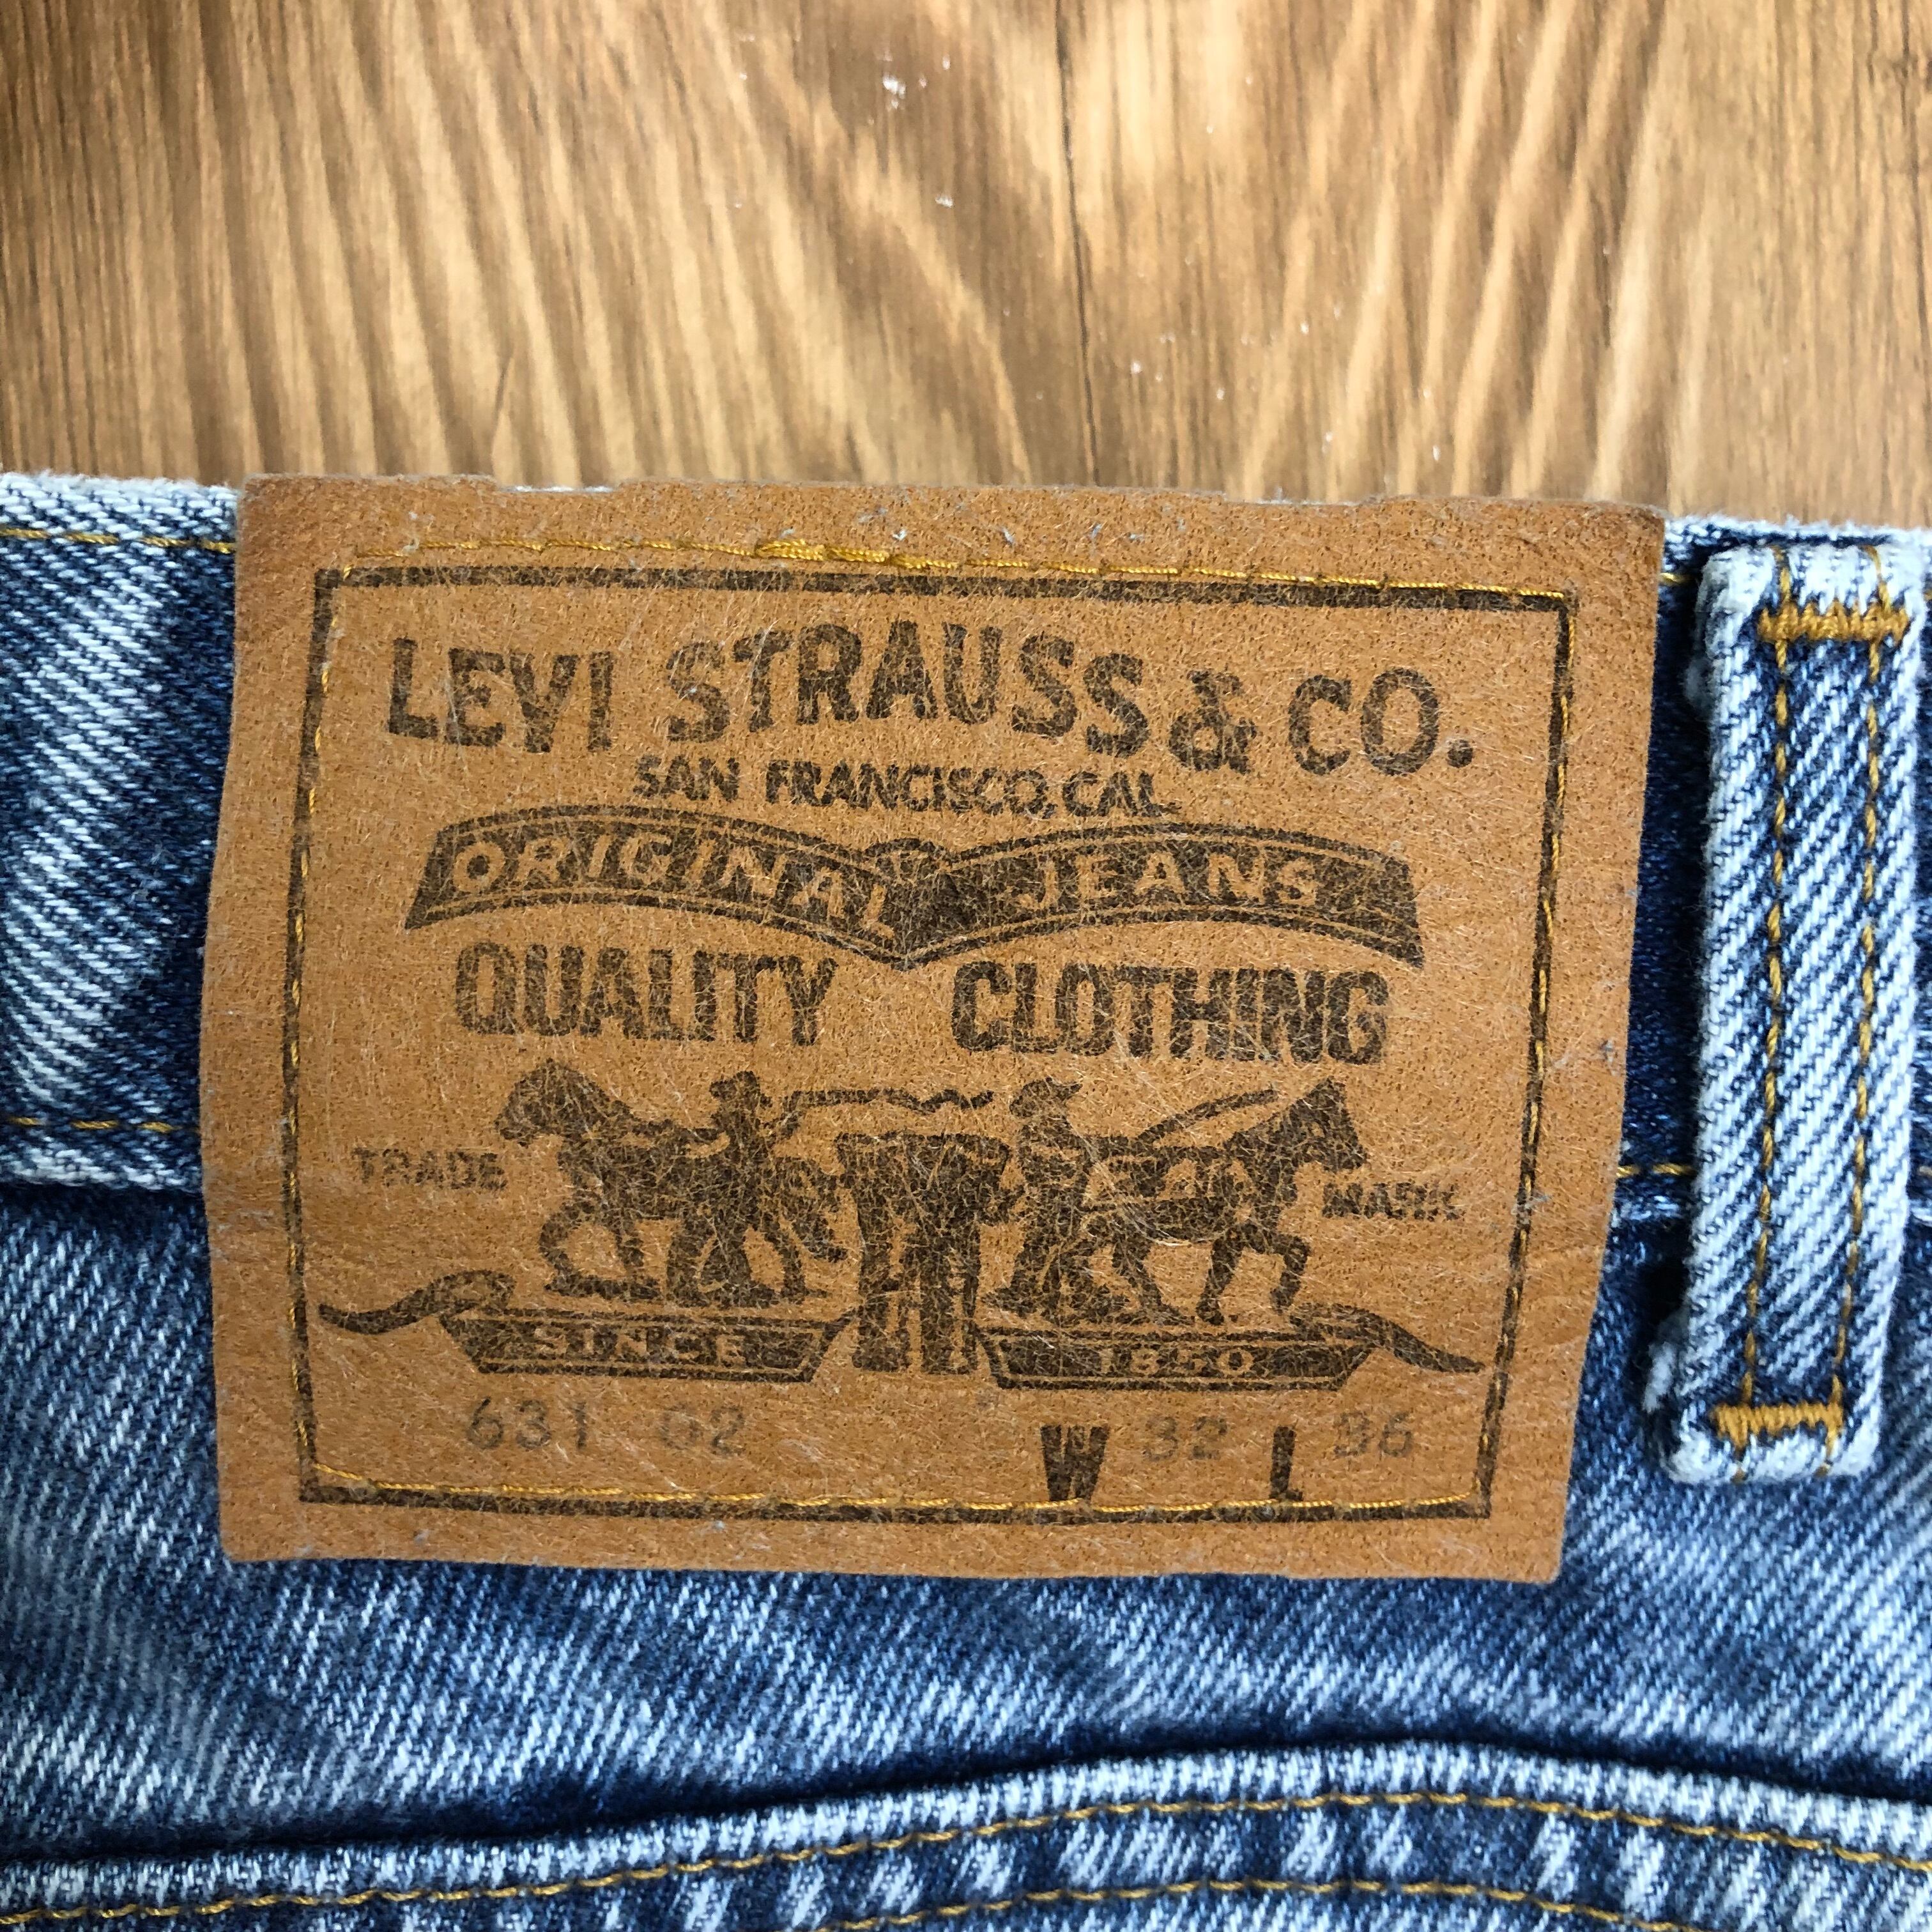 LEVI STRAUSS & CO.
SAN FRANCISCO, CAL.
ORIGINAL JEANS
QUALITY CLOTHING
TRADE MARK
SINCE 1850
631 02 W 32 L 36